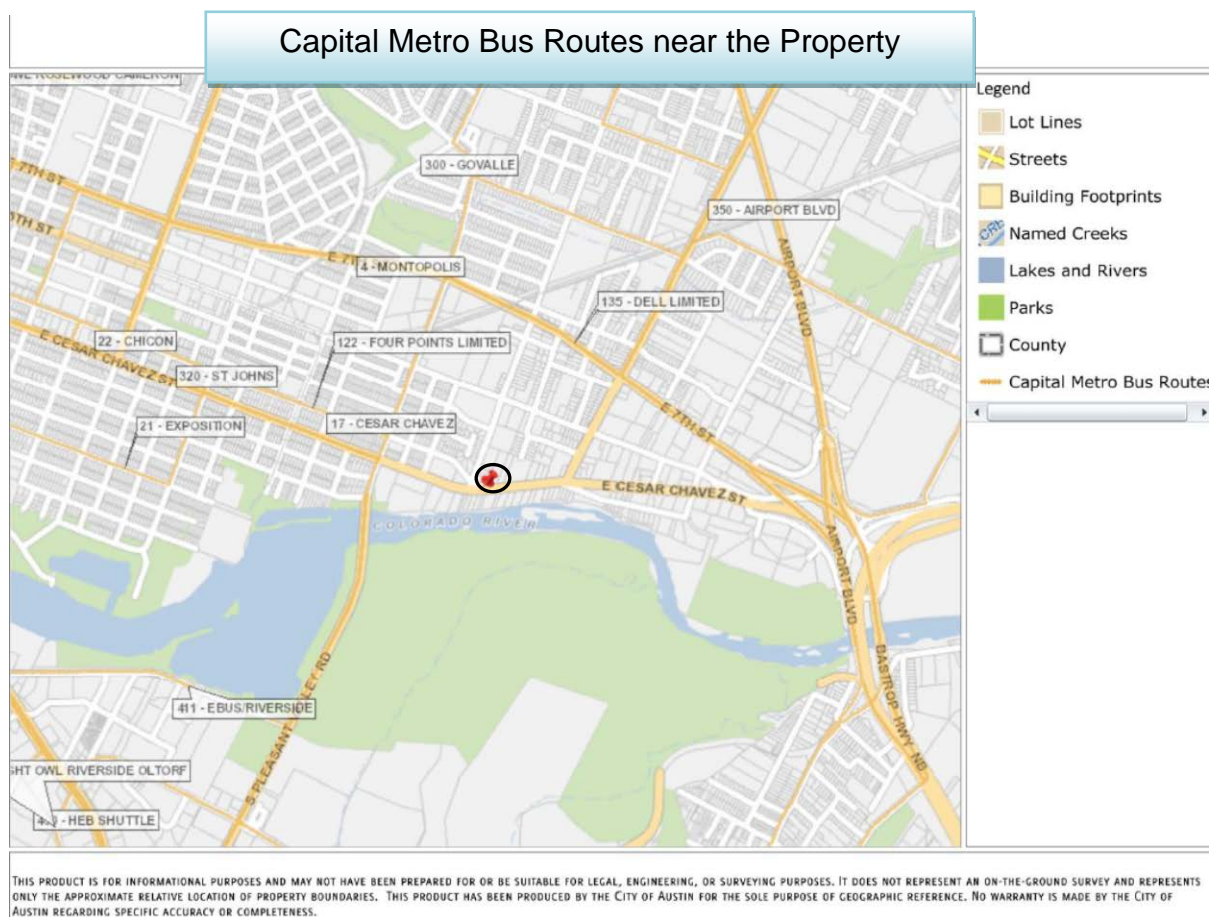 Capital Metro Bus Routes near the Property
OWL ROSEWOOD CAMERON
E 7TH ST
300 - GOVALLE
350 - AIRPORT BLVD
AIRPORT BLVD
E 7TH
4 - MONTOPOLIS
135 - DELL LIMITED
22 - CHICON
122 - FOUR POINTS LIMITED
E CESAR CHAVEZ ST
320 - ST JOHNS
21 - EXPOSITION
17 - CESAR CHAVEZ
E 7TH ST
E CESAR CHAVEZ ST
COLORADO RIVER
AIRPORT BLVD
BASTROP HWY NB
411 - EBUS/RIVERSIDE
S PLEASANT VALLEY RD
GHT OWL RIVERSIDE OLTORF
HEB SHUTTLE
Legend
Lot Lines
Streets
Building Footprints
Named Creeks
Lakes and Rivers
Parks
County
Capital Metro Bus Routes
THIS PRODUCT IS FOR INFORMATIONAL PURPOSES AND MAY NOT HAVE BEEN PREPARED FOR OR BE SUITABLE FOR LEGAL, ENGINEERING, OR SURVEYING PURPOSES. IT DOES NOT REPRESENT AN ON-THE-GROUND SURVEY AND REPRESENTS
ONLY THE APPROXIMATE RELATIVE LOCATION OF PROPERTY BOUNDARIES. THIS PRODUCT HAS BEEN PRODUCED BY THE CITY OF AUSTIN FOR THE SOLE PURPOSE OF GEOGRAPHIC REFERENCE. NO WARRANTY IS MADE BY THE CITY OF
AUSTIN REGARDING SPECIFIC ACCURACY OR COMPLETENESS.